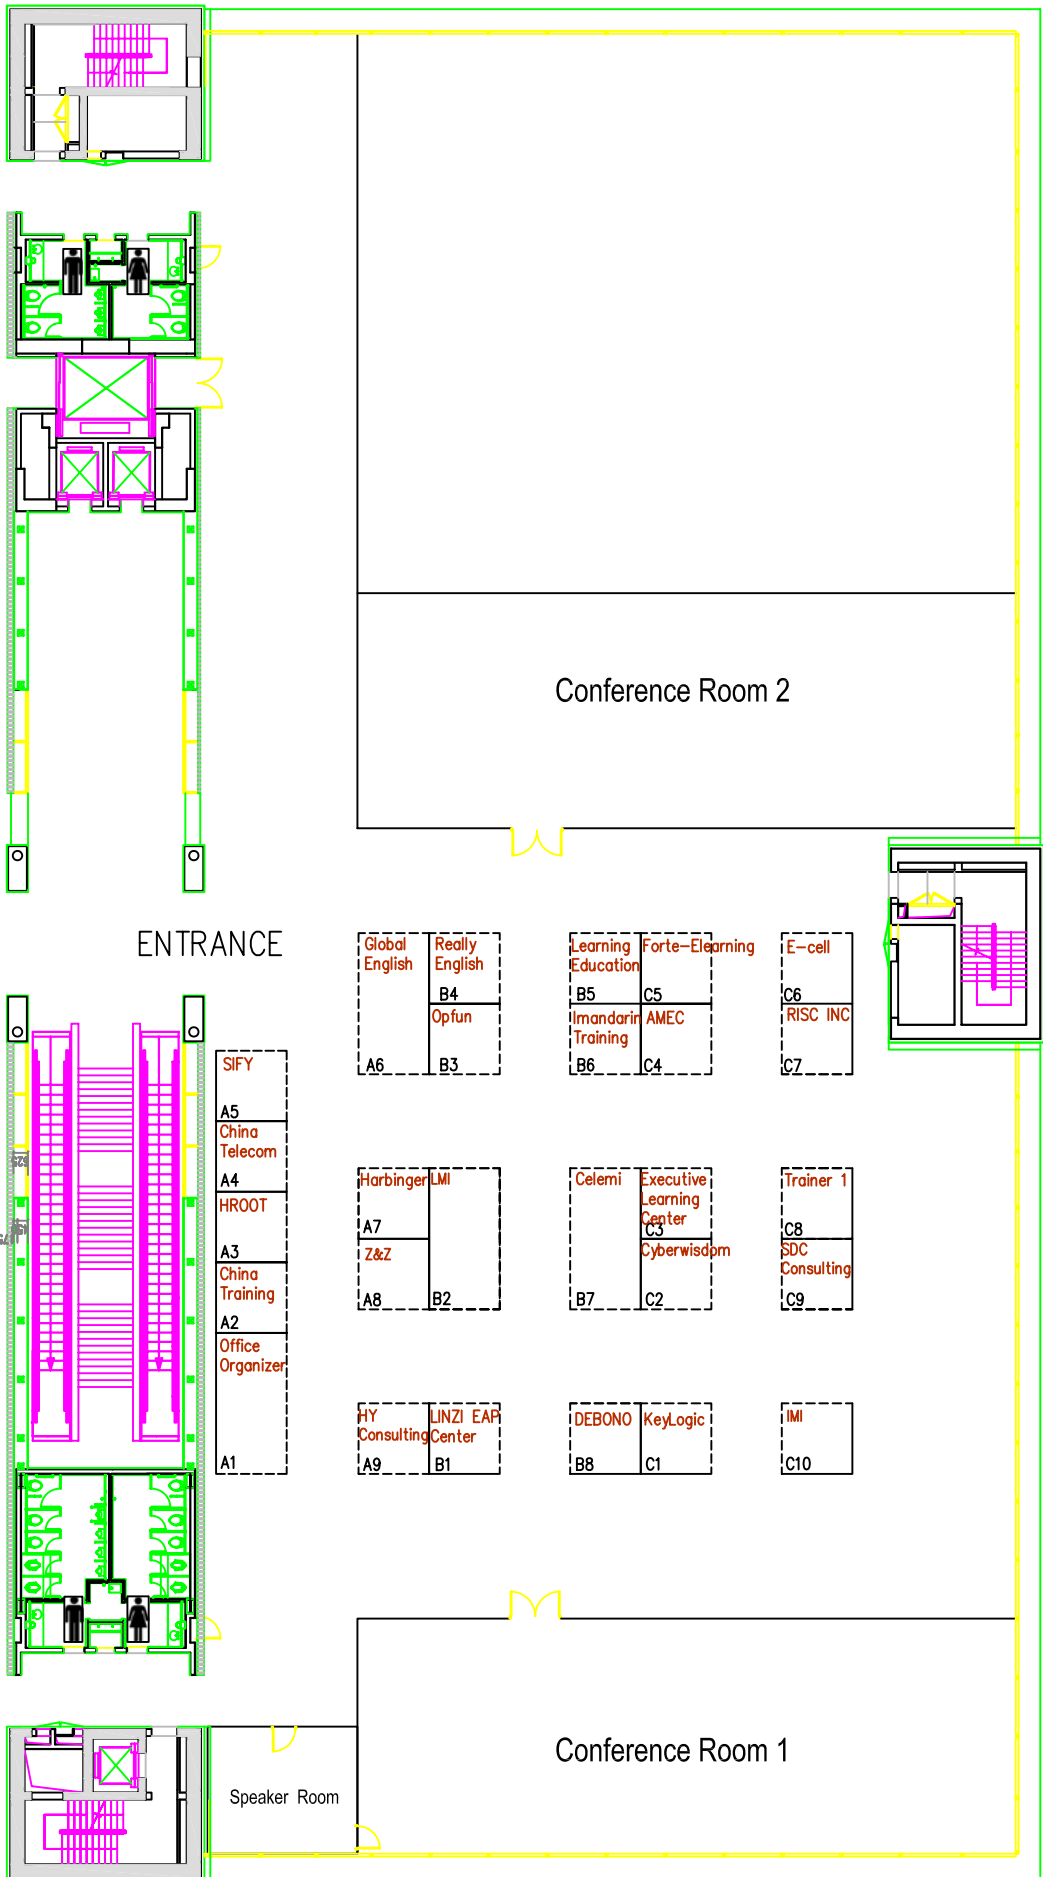 Conference Room 2
ENTRANCE
Global
English
A6
Really
English
B4
Opfun
B3
Learning
Education
B5
Forte-Elearning
C5
Imandarin
Training
B6
AMEC
C4
E-cell
C6
RISC INC
C7
SIFY
A5
China
Telecom
A4
HROOT
A3
China
Training
A2
Office
Organizer
A1
Harbinger
A7
LMI
B2
Z&Z
A8
Celemi
B7
Executive
Learning
Center
C3
Cyberwisdom
C2
Trainer 1
C8
SDC
Consulting
C9
HY
Consulting
A9
LINZI EAP
Center
B1
DEBONO
B8
KeyLogic
C1
IMI
C10
Conference Room 1
Speaker Room